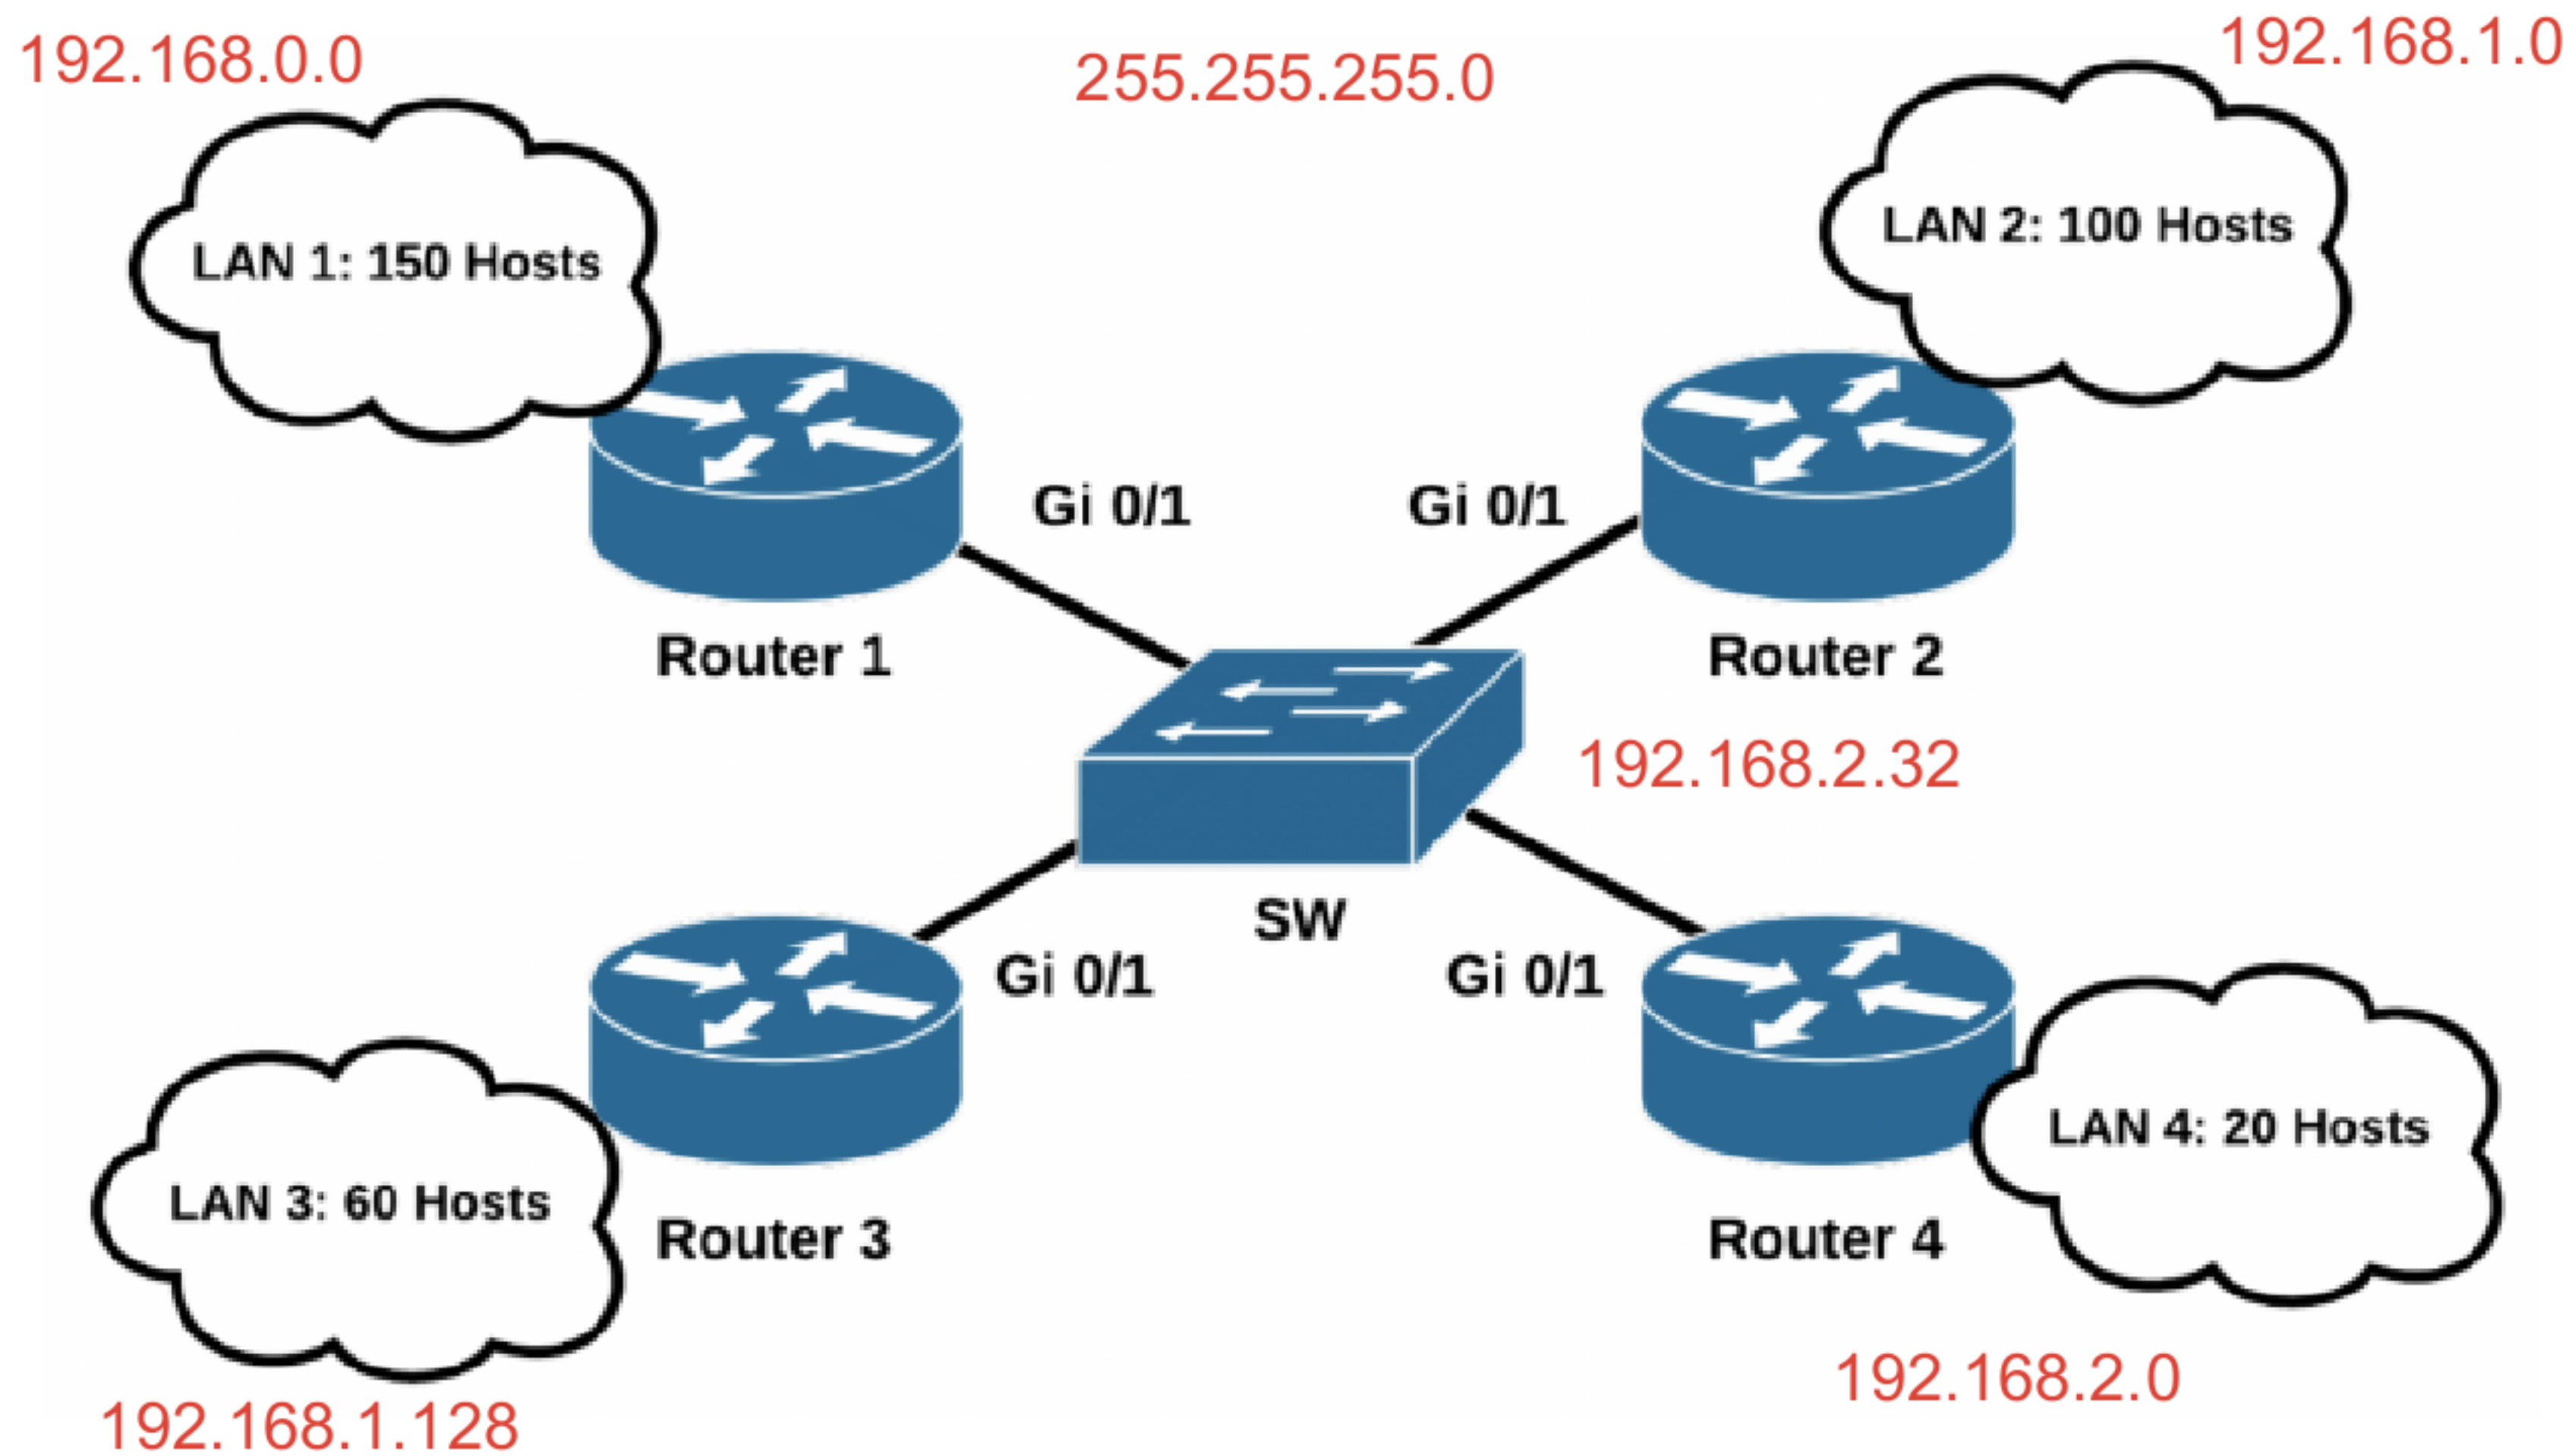 192.168.0.0
255.255.255.0
192.168.1.0
LAN 1: 150 Hosts
LAN 2: 100 Hosts
Gi 0/1
Gi 0/1
Router 1
Router 2
192.168.2.32
SW
Gi 0/1
Gi 0/1
LAN 3: 60 Hosts
LAN 4: 20 Hosts
Router 3
Router 4
192.168.1.128
192.168.2.0